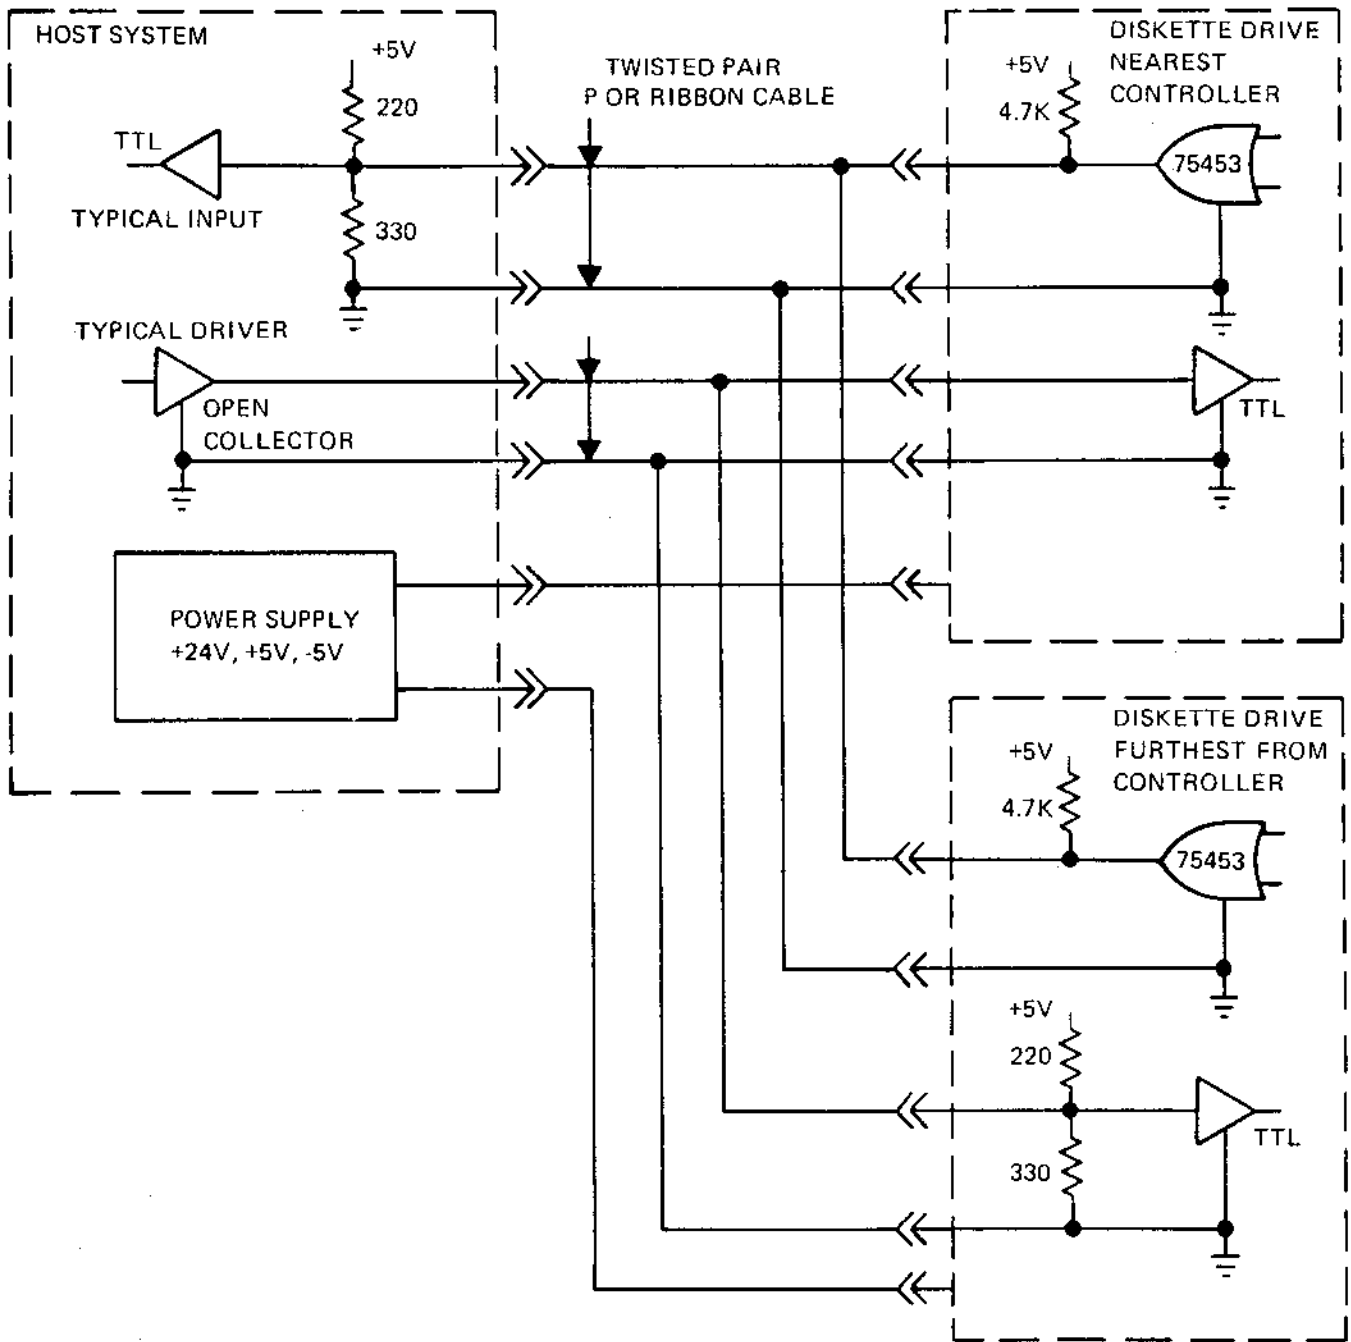 HOST SYSTEM
+5V
220
TTL
TYPICAL INPUT
330
TYPICAL DRIVER
OPEN
COLLECTOR
POWER SUPPLY
+24V, +5V, -5V
TWISTED PAIR
P OR RIBBON CABLE
DISKETTE DRIVE
NEAREST
CONTROLLER
+5V
4.7K
75453
TTL
DISKETTE DRIVE
FURTHEST FROM
CONTROLLER
+5V
4.7K
75453
+5V
220
TTL
330